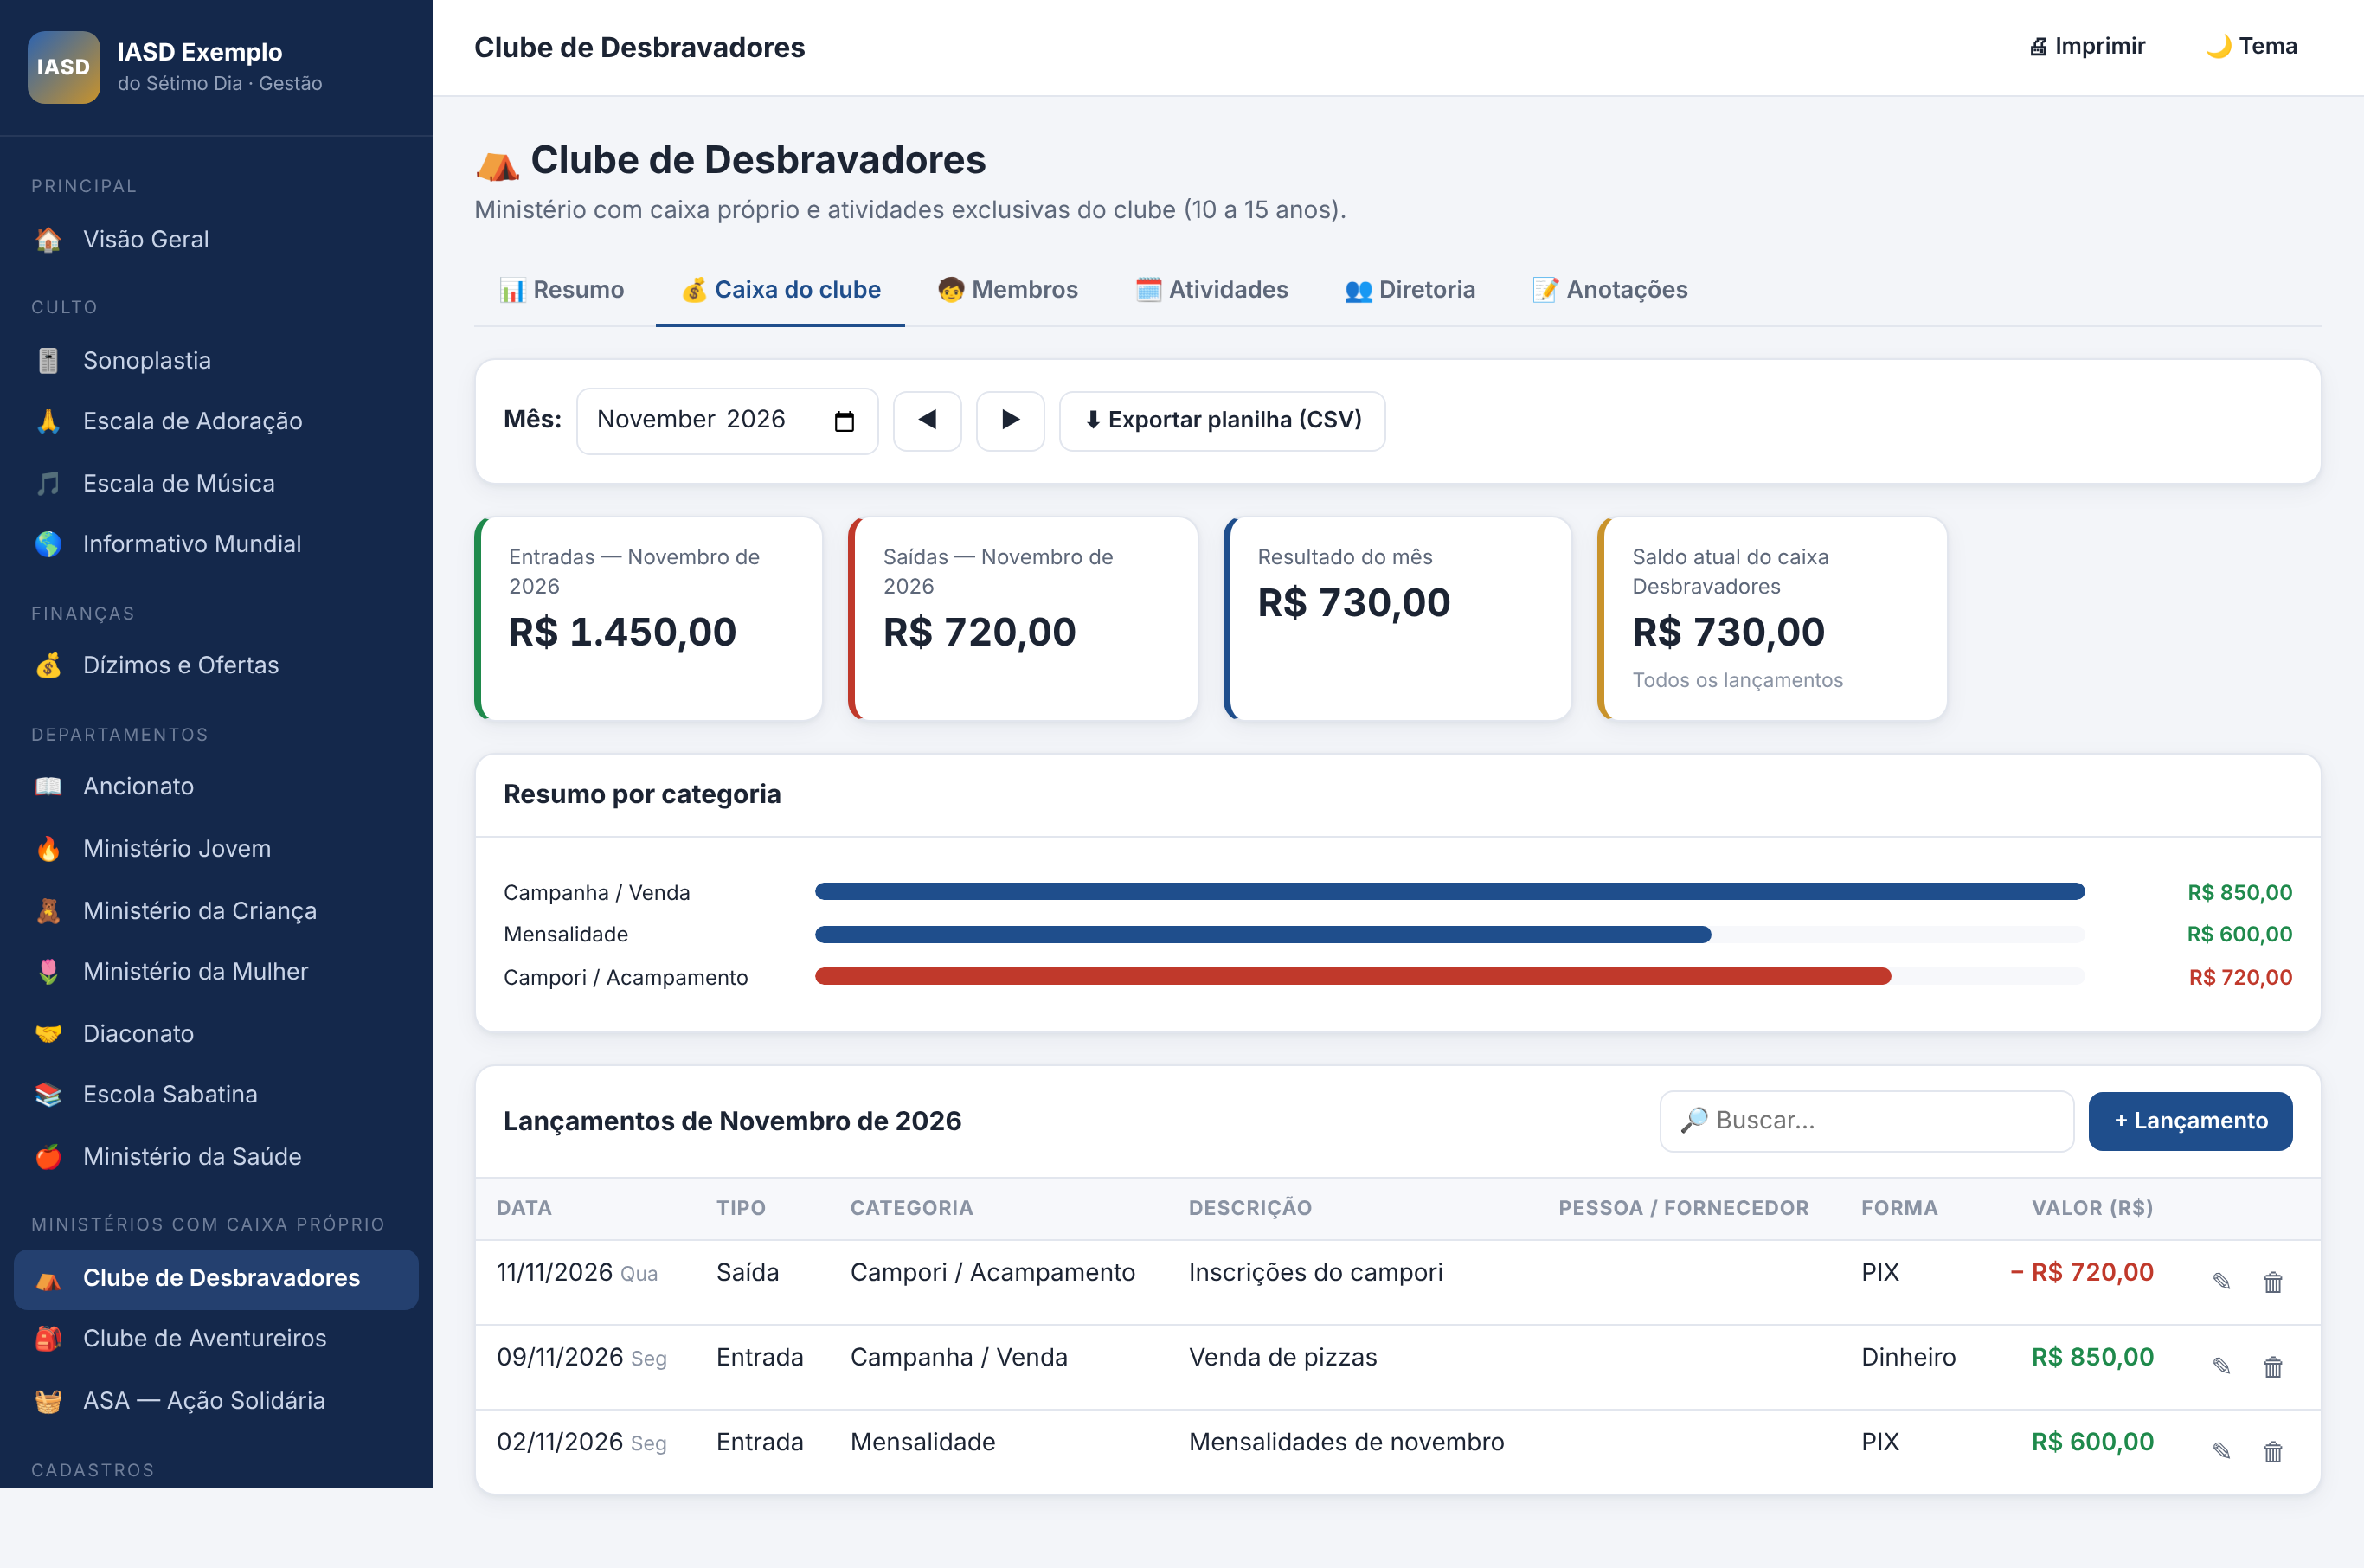 IASD
IASD Exemplo
do Sétimo Dia · Gestão
PRINCIPAL
Visão Geral
CULTO
Sonoplastia
Escala de Adoração
Escala de Música
Informativo Mundial
FINANÇAS
Dízimos e Ofertas
DEPARTAMENTOS
Ancionato
Ministério Jovem
Ministério da Criança
Ministério da Mulher
Diaconato
Escola Sabatina
Ministério da Saúde
MINISTÉRIOS COM CAIXA PRÓPRIO
Clube de Desbravadores
Clube de Aventureiros
ASA — Ação Solidária
CADASTROS
Clube de Desbravadores
Imprimir
Tema
Clube de Desbravadores
Ministério com caixa próprio e atividades exclusivas do clube (10 a 15 anos).
Resumo
Caixa do clube
Membros
Atividades
Diretoria
Anotações
Mês: November 2026
Exportar planilha (CSV)
Entradas — Novembro de
2026
R$ 1.450,00
Saídas — Novembro de
2026
R$ 720,00
Resultado do mês
R$ 730,00
Saldo atual do caixa
Desbravadores
R$ 730,00
Todos os lançamentos
Resumo por categoria
Campanha / Venda R$ 850,00
Mensalidade R$ 600,00
Campori / Acampamento R$ 720,00
Lançamentos de Novembro de 2026
Buscar...
+ Lançamento
DATA TIPO CATEGORIA DESCRIÇÃO PESSOA / FORNECEDOR FORMA VALOR (R$)
11/11/2026 Qua Saída Campori / Acampamento Inscrições do campori PIX − R$ 720,00
09/11/2026 Seg Entrada Campanha / Venda Venda de pizzas Dinheiro R$ 850,00
02/11/2026 Seg Entrada Mensalidade Mensalidades de novembro PIX R$ 600,00